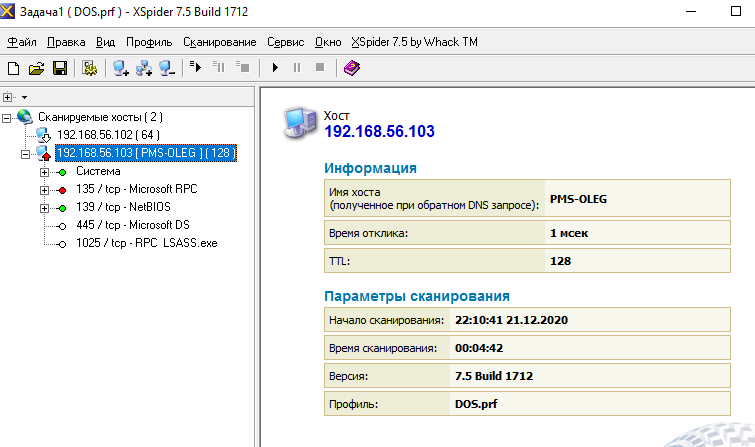 Задача1 ( DOS.prf ) - XSpider 7.5 Build 1712
Файл Правка Вид Профиль Сканирование Сервис Окно XSpider 7.5 by Whack TM
Сканируемые хосты ( 2 )
192.168.56.102 ( 64 )
192.168.56.103 [ PMS-OLEG ] ( 128 )
Система
135 / tcp - Microsoft RPC
139 / tcp - NetBIOS
445 / tcp - Microsoft DS
1025 / tcp - RPC LSASS.exe
Хост
192.168.56.103
Информация
Имя хоста
(полученное при обратном DNS запросе): PMS-OLEG
Время отклика: 1 мсек
TTL: 128
Параметры сканирования
Начало сканирования: 22:10:41 21.12.2020
Время сканирования: 00:04:42
Версия: 7.5 Build 1712
Профиль: DOS.prf